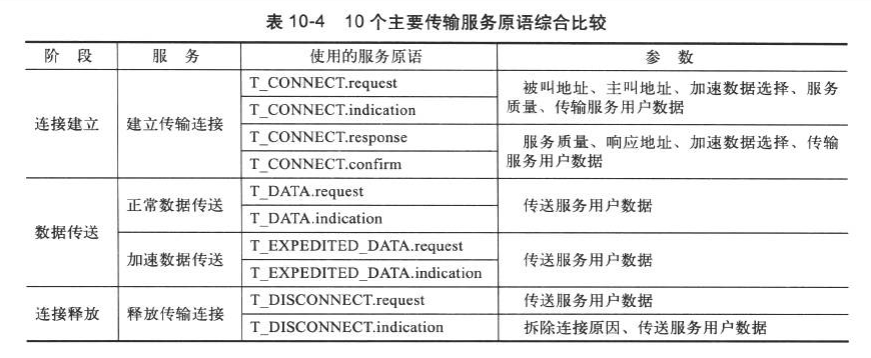 表 10-4 10 个主要传输服务原语综合比较
阶 段 服 务 使用的服务原语 参 数
连接建立 建立传输连接
T_CONNECT.request
T_CONNECT.indication
被叫地址、主叫地址、加速数据选择、服务
质量、传输服务用户数据
T_CONNECT.response
T_CONNECT.confirm
服务质量、响应地址、加速数据选择、传输
服务用户数据
数据传送
正常数据传送
T_DATA.request
T_DATA.indication
传送服务用户数据
加速数据传送
T_EXPEDITED_DATA.request
T_EXPEDITED_DATA.indication
传送服务用户数据
连接释放 释放传输连接
T_DISCONNECT.request 传送服务用户数据
T_DISCONNECT.indication 拆除连接原因、传送服务用户数据